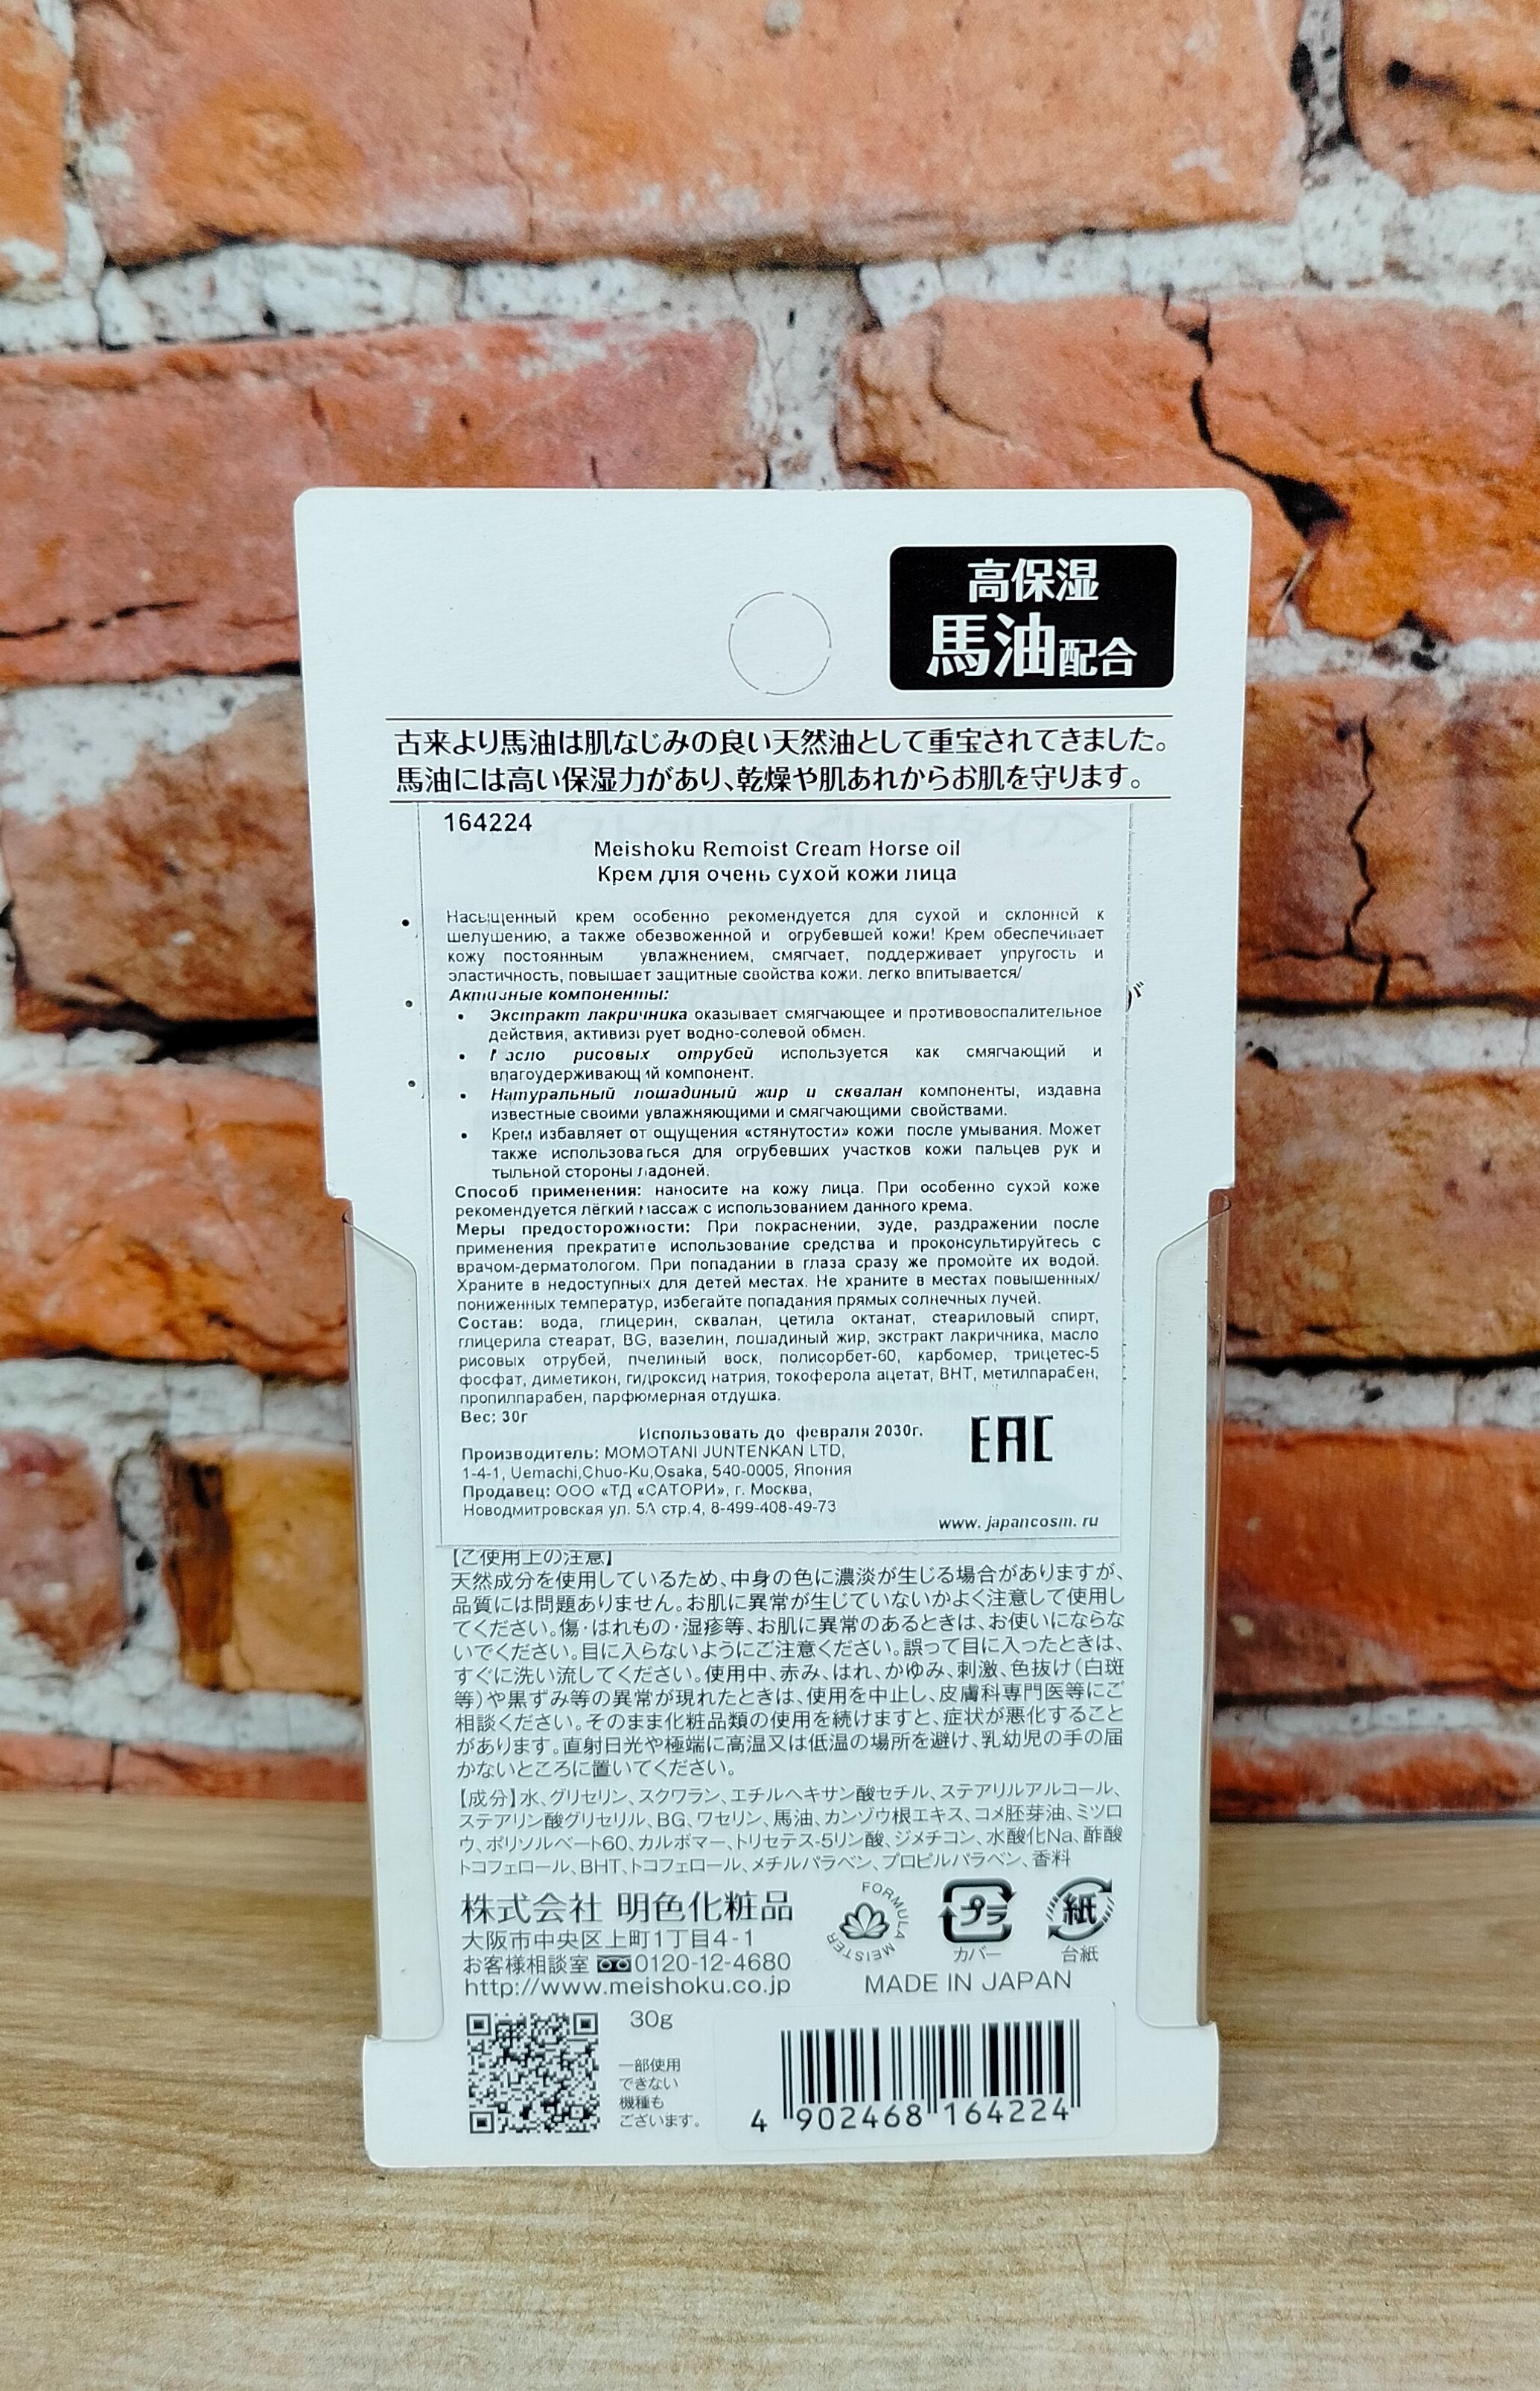 高保湿
馬油配合
古来より馬油は肌なじみの良い天然油として重宝されてきました。
馬油には高い保湿力があり、乾燥や肌あれからお肌を守ります。
164224
Meishoku Remoist Cream Horse oil
Крем для очень сухой кожи лица
Насыщенный крем особенно рекомендуется для сухой и склонной к
шелушению, а также обезвоженной и огрубевшей кожи! Крем обеспечивает
кожу постоянным увлажнением, смягчает, поддерживает упругость и
эластичность, повышает защитные свойства кожи. легко впитывается/
Активные компоненты:
• Экстракт лакричника оказывает смягчающее и противовоспалительное
действия, активизирует водно-солевой обмен.
• Масло рисовых отрубей используется как смягчающий и
влагоудерживающий компонент.
• Натуральный лошадиный жир и сквалан компоненты, издавна
известные своими увлажняющими и смягчающими свойствами.
• Крем избавляет от ощущения «стянутости» кожи после умывания. Может
также использоваться для огрубевших участков кожи пальцев рук и
тыльной стороны ладоней.
Способ применения: наносите на кожу лица. При особенно сухой коже
рекомендуется лёгкий массаж с использованием данного крема.
Меры предосторожности: При покраснении, зуде, раздражении после
применения прекратите использование средства и проконсультируйтесь с
врачом-дерматологом. При попадании в глаза сразу же промойте их водой.
Храните в недоступных для детей местах. Не храните в местах повышенных/
пониженных температур, избегайте попадания прямых солнечных лучей.
Состав: вода, глицерин, сквалан, цетила октанат, стеариловый спирт,
глицерила стеарат, BG, вазелин, лошадиный жир, экстракт лакричника, масло
рисовых отрубей, пчелиный воск, полисорбет-60, карбомер, трицетес-5
фосфат, диметикон, гидроксид натрия, токоферола ацетат, BHT, метилпарабен,
пропилпарабен, парфюмерная отдушка.
Вес: 30г
Использовать до февраля 2030г.
EAC
Производитель: MOMOTANI JUNTENKAN LTD,
1-4-1, Uemachi,Chuo-Ku,Osaka, 540-0005, Япония
Продавец: ООО «ТД «САТОРИ», г. Москва,
Новодмитровская ул. 5А стр.4, 8-499-408-49-73
www. japancosm. ru
【ご使用上の注意】
天然成分を使用しているため、中身の色に濃淡が生じる場合がありますが、
品質には問題ありません。お肌に異常が生じていないかよく注意して使用し
てください。傷・はれもの・湿疹等、お肌に異常のあるときは、お使いにならな
いでください。目に入らないようにご注意ください。誤って目に入ったときは、
すぐに洗い流してください。使用中、赤み、はれ、かゆみ、刺激、色抜け（白斑
等）や黒ずみ等の異常が現れたときは、使用を中止し、皮膚科専門医等にご
相談ください。そのまま化粧品類の使用を続けますと、症状が悪化すること
があります。直射日光や極端に高温又は低温の場所を避け、乳幼児の手の届
かないところに置いてください。
【成分】水、グリセリン、スクワラン、エチルヘキサン酸セチル、ステアリルアルコール、
ステアリン酸グリセリル、BG、ワセリン、馬油、カンゾウ根エキス、コメ胚芽油、ミツロ
ウ、ポリソルベート60、カルボマー、トリセテス-5リン酸、ジメチコン、水酸化Na、酢酸
トコフェロール、BHT、トコフェロール、メチルパラベン、プロピルパラベン、香料
株式会社 明色化粧品
大阪市中央区上町1丁目4-1
お客様相談室 0120-12-4680
http://www.meishoku.co.jp
FORMULA MEISTER
プラ
カバー
紙
台紙
MADE IN JAPAN
30g
一部使用
できない
機種も
ございます。
4 902468 164224